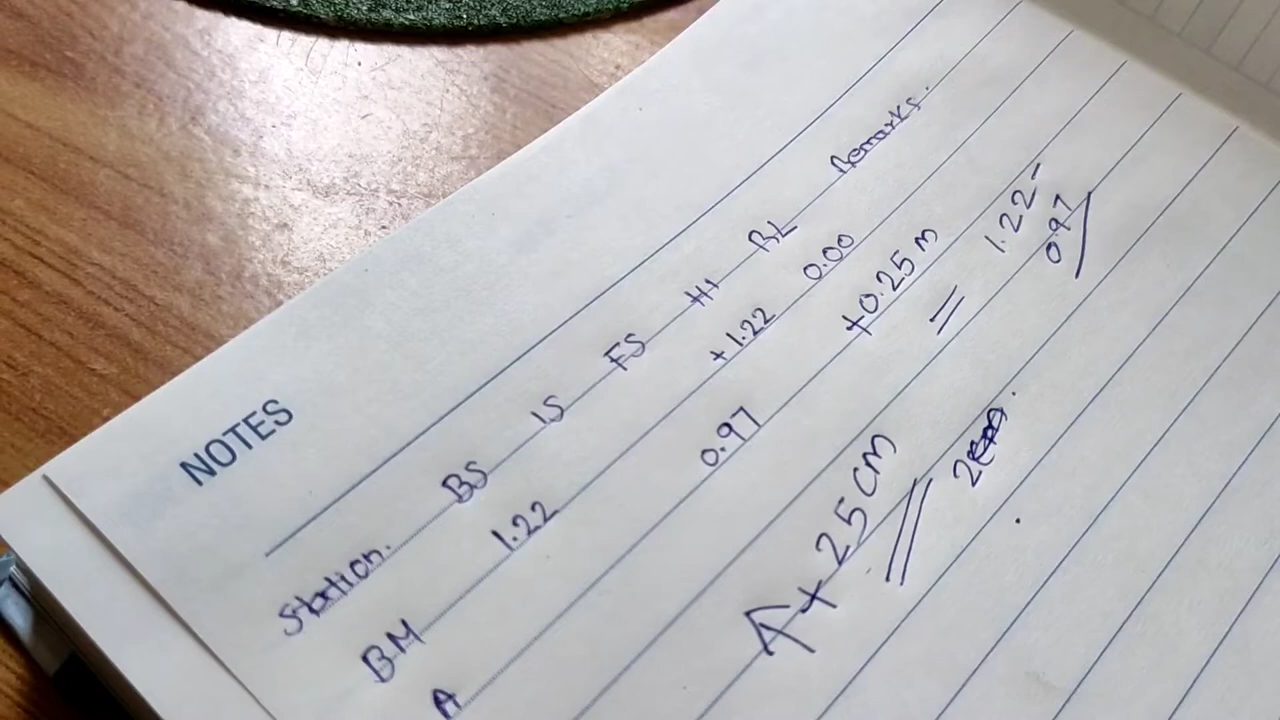 NOTES
Station. BS IS FS HI RL Remarks.
BM 1.22 +1.22 0.00
A 0.97 +0.25 M
= 1.22-
0.97
A + 25 CM